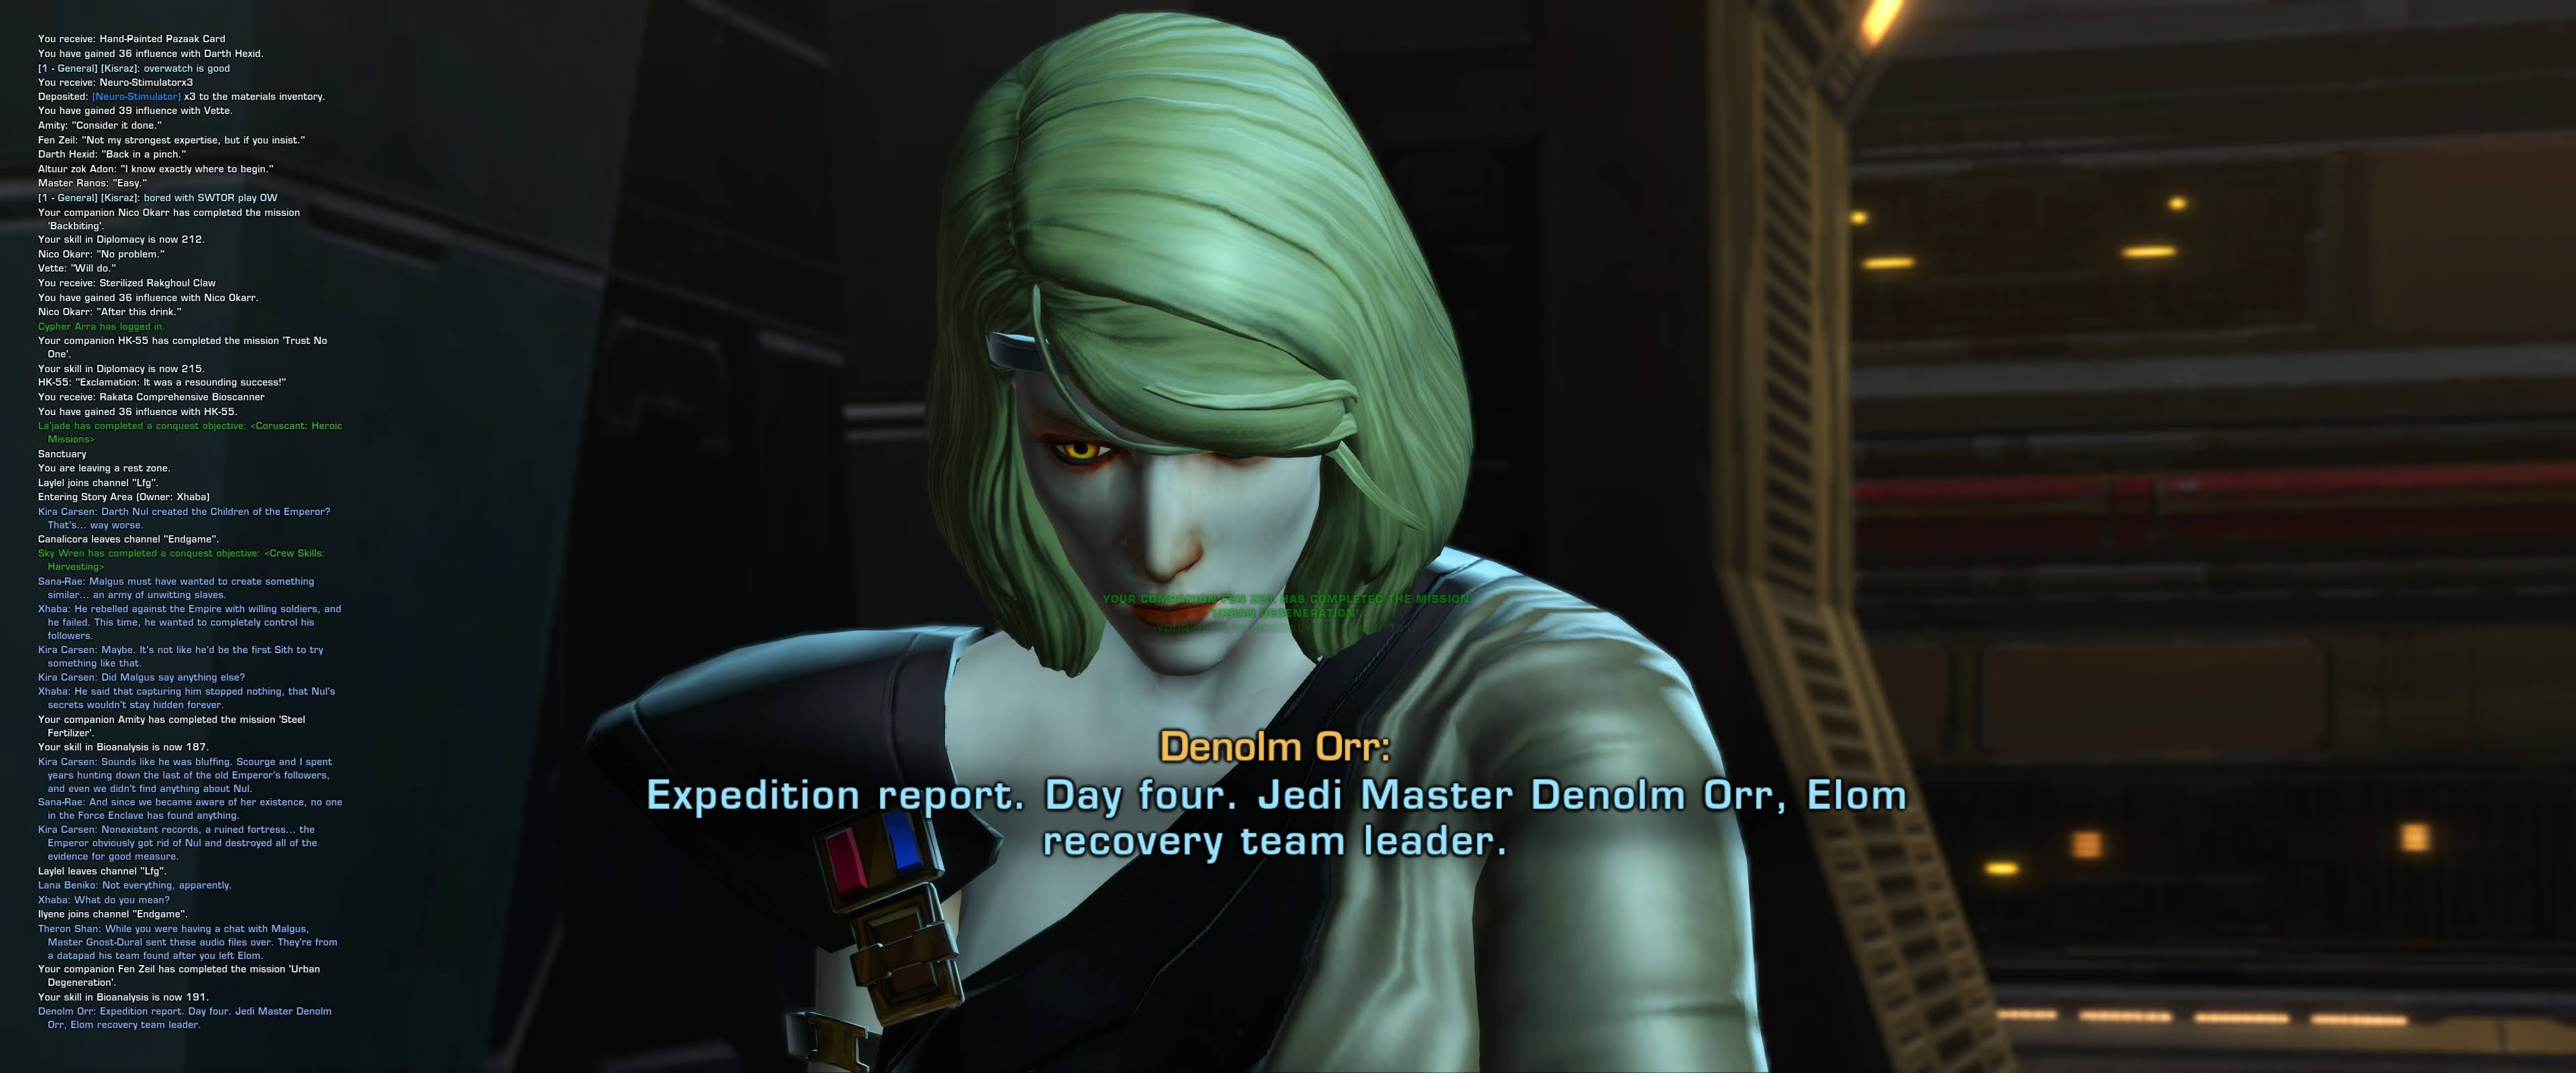 You receive: Hand-Painted Pazaak Card
You have gained 36 influence with Darth Hexid.
[1 - General] [Kisraz]: overwatch is good
You receive: Neuro-Stimulatorx3
Deposited: [Neuro-Stimulator] x3 to the materials inventory.
You have gained 39 influence with Vette.
Amity: "Consider it done."
Fen Zeil: "Not my strongest expertise, but if you insist."
Darth Hexid: "Back in a pinch."
Altuur zok Adon: "I know exactly where to begin."
Master Ranos: "Easy."
[1 - General] [Kisraz]: bored with SWTOR play OW
Your companion Nico Okarr has completed the mission
'Backbiting'.
Your skill in Diplomacy is now 212.
Nico Okarr: "No problem."
Vette: "Will do."
You receive: Sterilized Rakghoul Claw
You have gained 36 influence with Nico Okarr.
Nico Okarr: "After this drink."
Cypher Arra has logged in.
Your companion HK-55 has completed the mission 'Trust No
One'.
Your skill in Diplomacy is now 215.
HK-55: "Exclamation: It was a resounding success!"
You receive: Rakata Comprehensive Bioscanner
You have gained 36 influence with HK-55.
La'jade has completed a conquest objective: <Coruscant: Heroic
Missions>
Sanctuary
You are leaving a rest zone.
Laylel joins channel "Lfg".
Entering Story Area (Owner: Xhaba)
Kira Carsen: Darth Nul created the Children of the Emperor?
That's... way worse.
Canalicora leaves channel "Endgame".
Sky Wren has completed a conquest objective: <Crew Skills:
Harvesting>
Sana-Rae: Malgus must have wanted to create something
similar... an army of unwitting slaves.
Xhaba: He rebelled against the Empire with willing soldiers, and
he failed. This time, he wanted to completely control his
followers.
Kira Carsen: Maybe. It's not like he'd be the first Sith to try
something like that.
Kira Carsen: Did Malgus say anything else?
Xhaba: He said that capturing him stopped nothing, that Nul's
secrets wouldn't stay hidden forever.
Your companion Amity has completed the mission 'Steel
Fertilizer'.
Your skill in Bioanalysis is now 187.
Kira Carsen: Sounds like he was bluffing. Scourge and I spent
years hunting down the last of the old Emperor's followers,
and even we didn't find anything about Nul.
Sana-Rae: And since we became aware of her existence, no one
in the Force Enclave has found anything.
Kira Carsen: Nonexistent records, a ruined fortress... the
Emperor obviously got rid of Nul and destroyed all of the
evidence for good measure.
Laylel leaves channel "Lfg".
Lana Beniko: Not everything, apparently.
Xhaba: What do you mean?
Ilyene joins channel "Endgame".
Theron Shan: While you were having a chat with Malgus,
Master Gnost-Dural sent these audio files over. They're from
a datapad his team found after you left Elom.
Your companion Fen Zeil has completed the mission 'Urban
Degeneration'.
Your skill in Bioanalysis is now 191.
Denolm Orr: Expedition report. Day four. Jedi Master Denolm
Orr, Elom recovery team leader.
YOUR COMPANION FEN ZEIL HAS COMPLETED THE MISSION
'URBAN DEGENERATION'.
Denolm Orr:
Expedition report. Day four. Jedi Master Denolm Orr, Elom
recovery team leader.